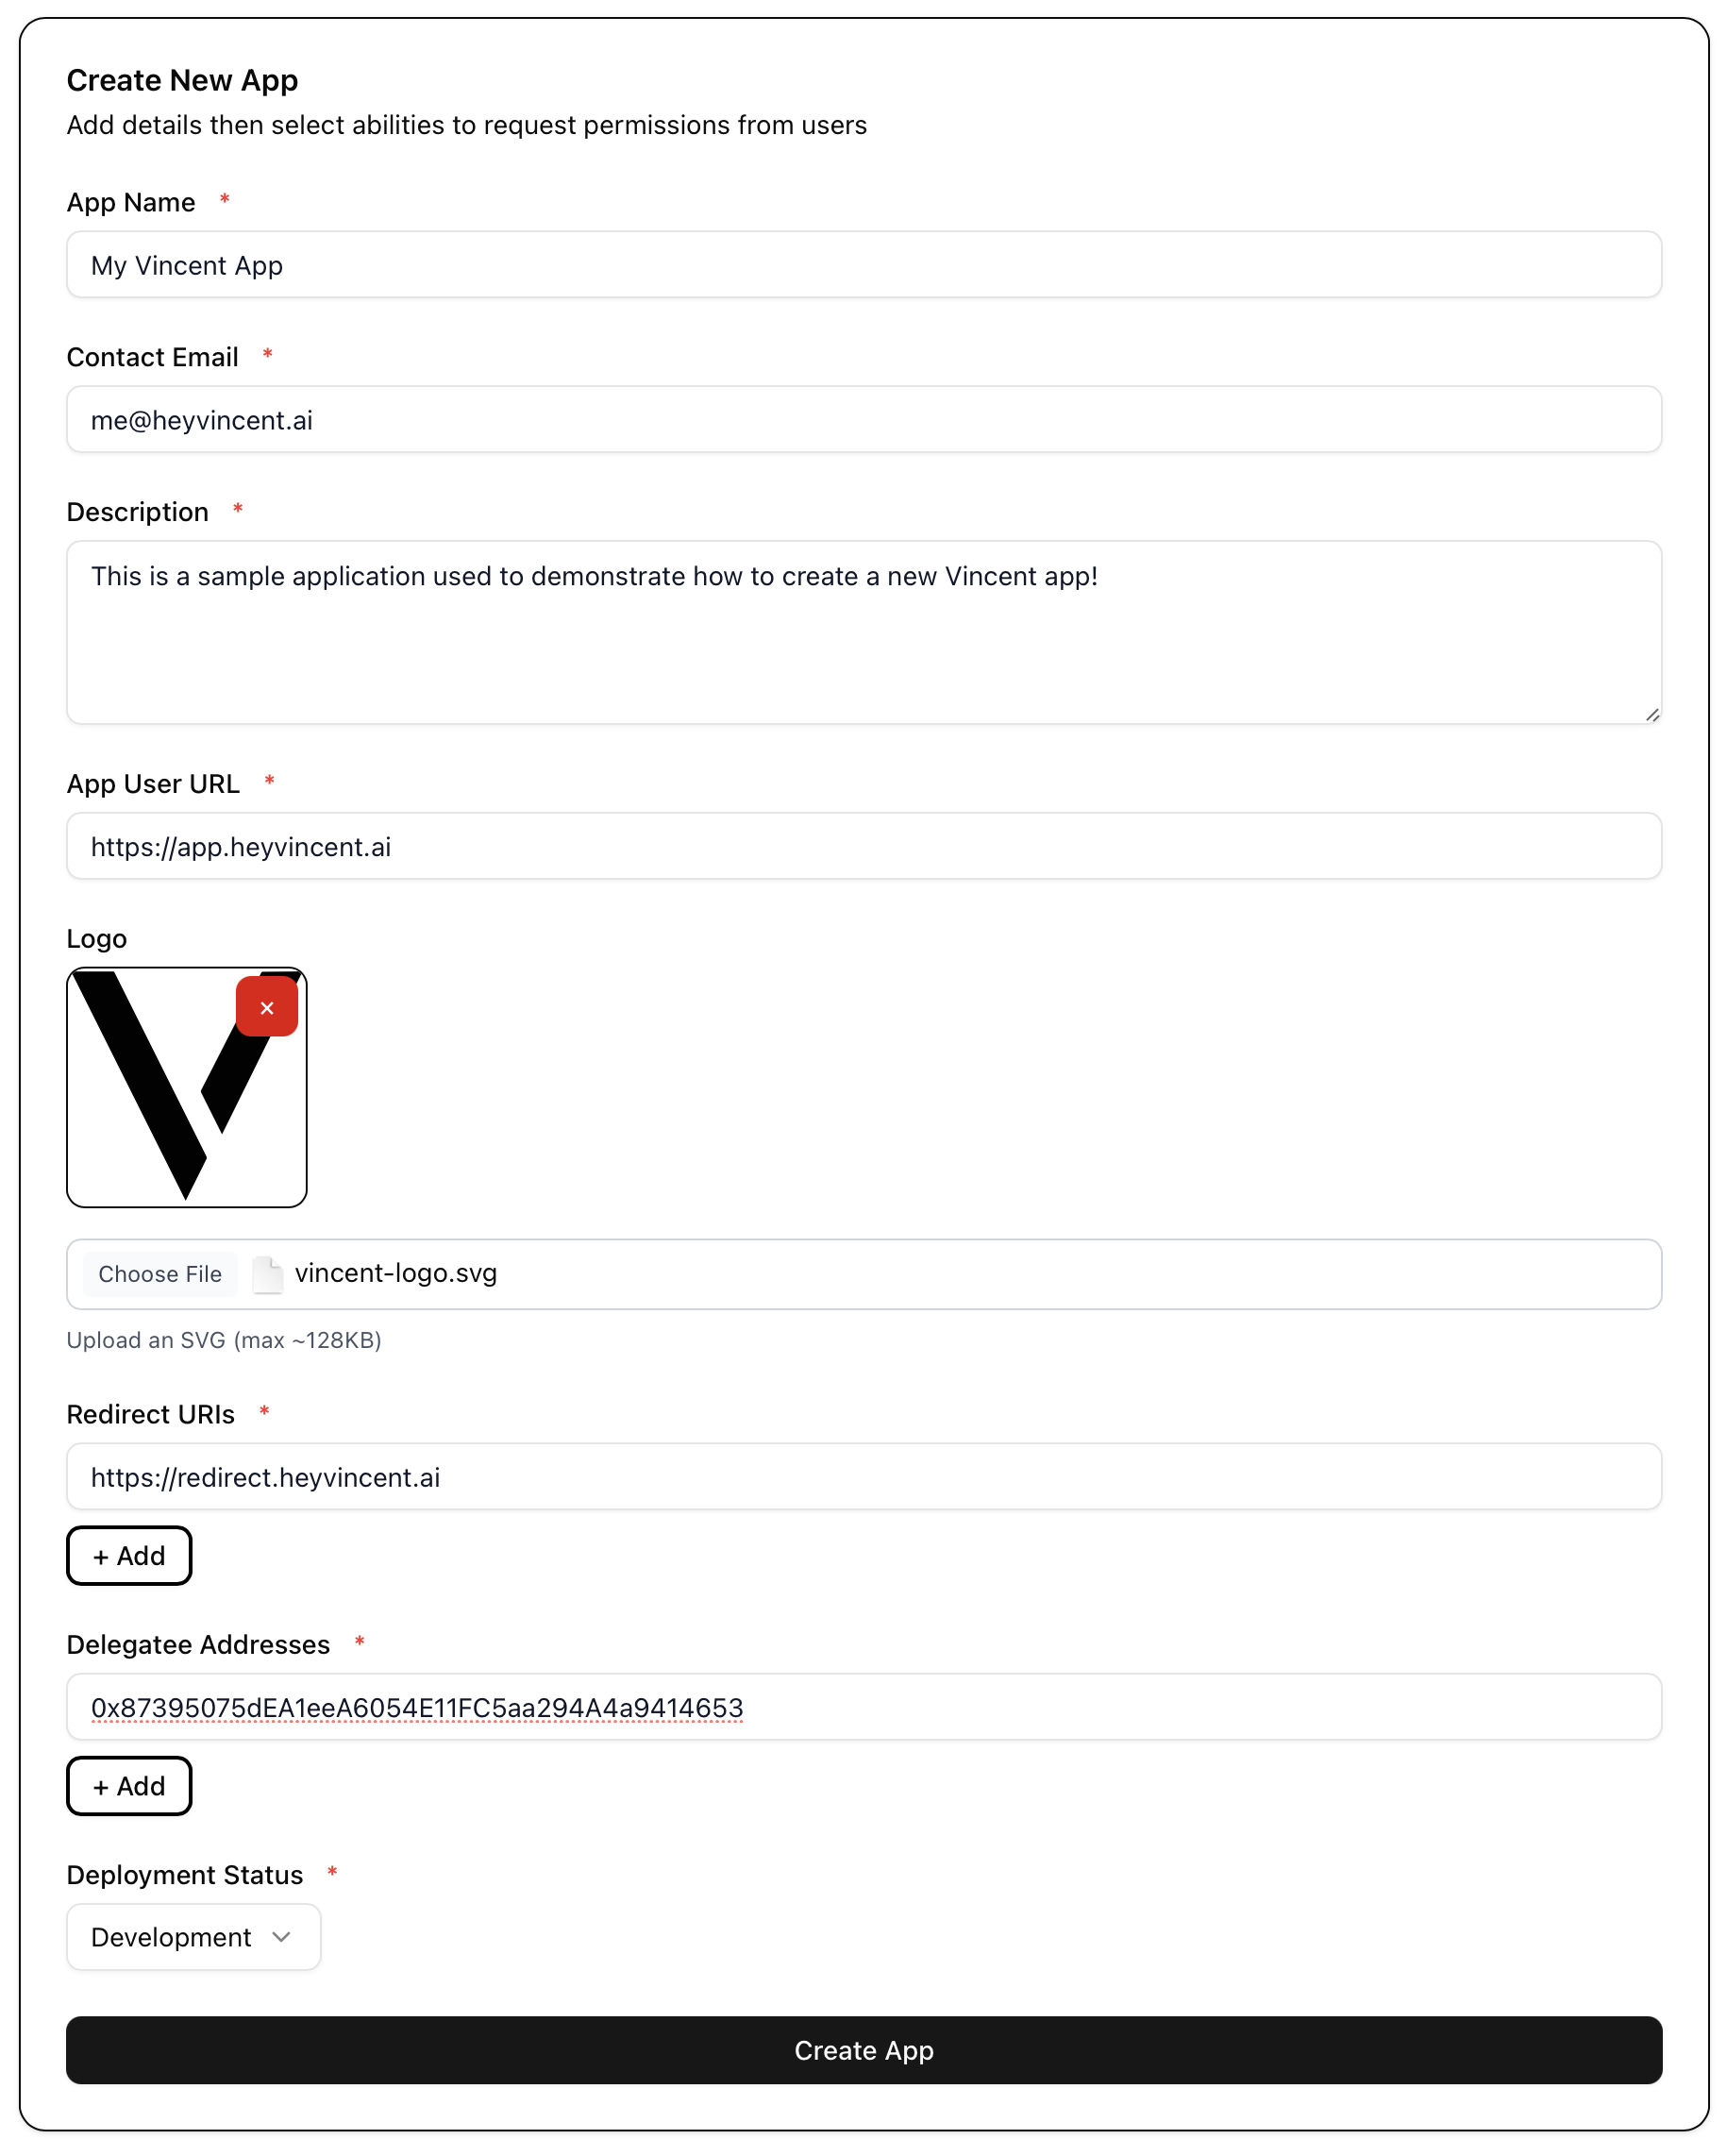 Create New App
Add details then select abilities to request permissions from users
App Name *
My Vincent App
Contact Email *
me@heyvincent.ai
Description *
This is a sample application used to demonstrate how to create a new Vincent app!
App User URL *
https://app.heyvincent.ai
Logo
×
Choose File vincent-logo.svg
Upload an SVG (max ~128KB)
Redirect URIs *
https://redirect.heyvincent.ai
+ Add
Delegatee Addresses *
0x87395075dEA1eeA6054E11FC5aa294A4a9414653
+ Add
Deployment Status *
Development
Create App